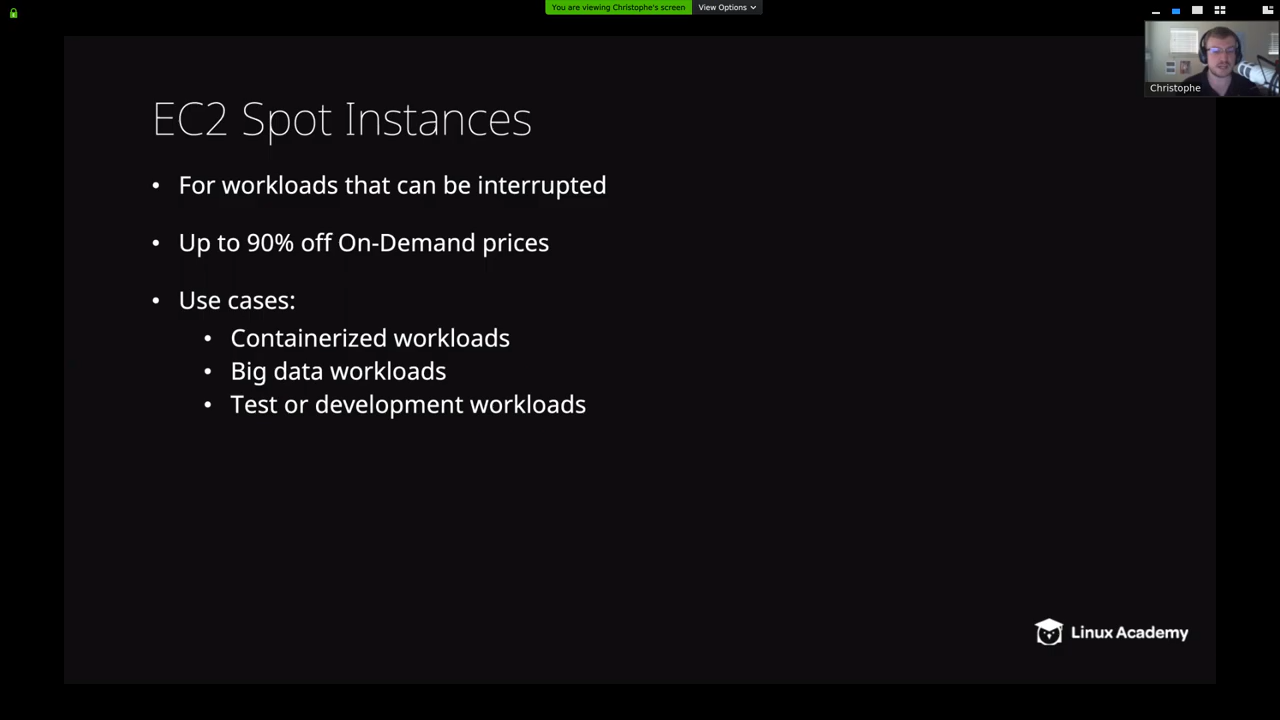 You are viewing Christophe's screen
View Options
Christophe
EC2 Spot Instances
• For workloads that can be interrupted
• Up to 90% off On-Demand prices
• Use cases:
• Containerized workloads
• Big data workloads
• Test or development workloads
Linux Academy